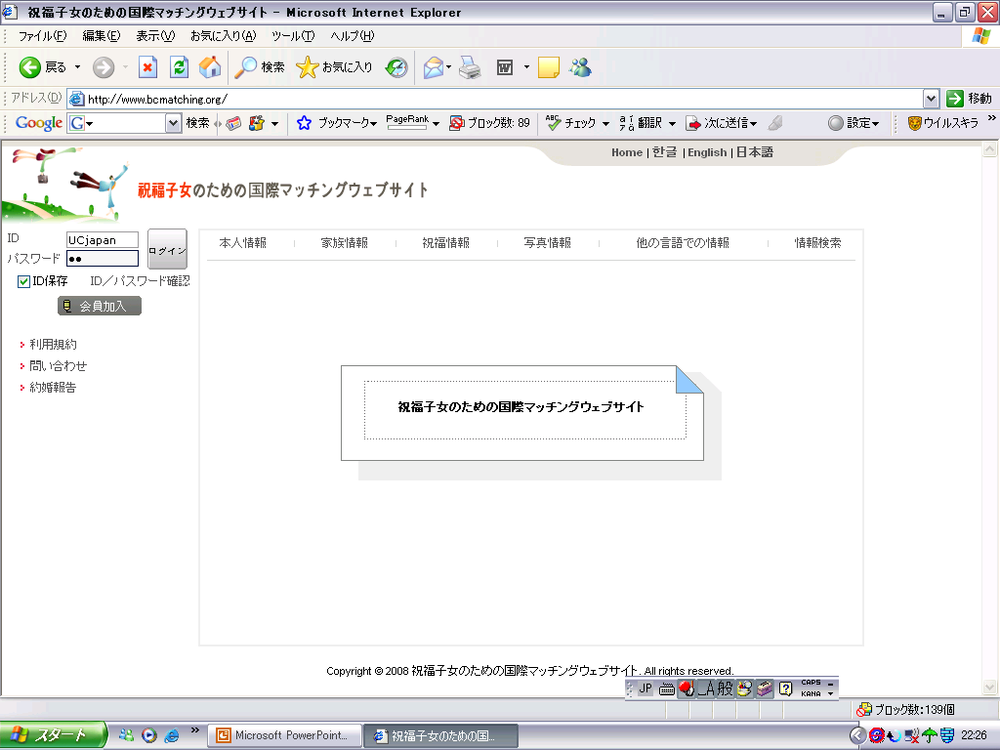 祝福子女のための国際マッチングウェブサイト - Microsoft Internet Explorer
ファイル(F) 編集(E) 表示(V) お気に入り(A) ツール(T) ヘルプ(H)
戻る 検索 お気に入り
アドレス(D) http://www.bcmatching.org/ 移動
Google G 検索 ブックマーク PageRank ブロック数: 89 ABC チェック 翻訳 次に送信 設定 ウイルスキラ »
Home | 한글 | English | 日本語
祝福子女のための国際マッチングウェブサイト
ID UCjapan
パスワード ●●
ログイン
ID保存 ID/パスワード確認
会員加入
利用規約
問い合わせ
約婚報告
本人情報 家族情報 祝福情報 写真情報 他の言語での情報 情報検索
祝福子女のための国際マッチングウェブサイト
Copyright © 2008 祝福子女のための国際マッチングウェブサイト. All rights reserved.
JP _A 般 CAPS KANA
ブロック数:139個
スタート » Microsoft PowerPoint... 祝福子女のための国... 22:26